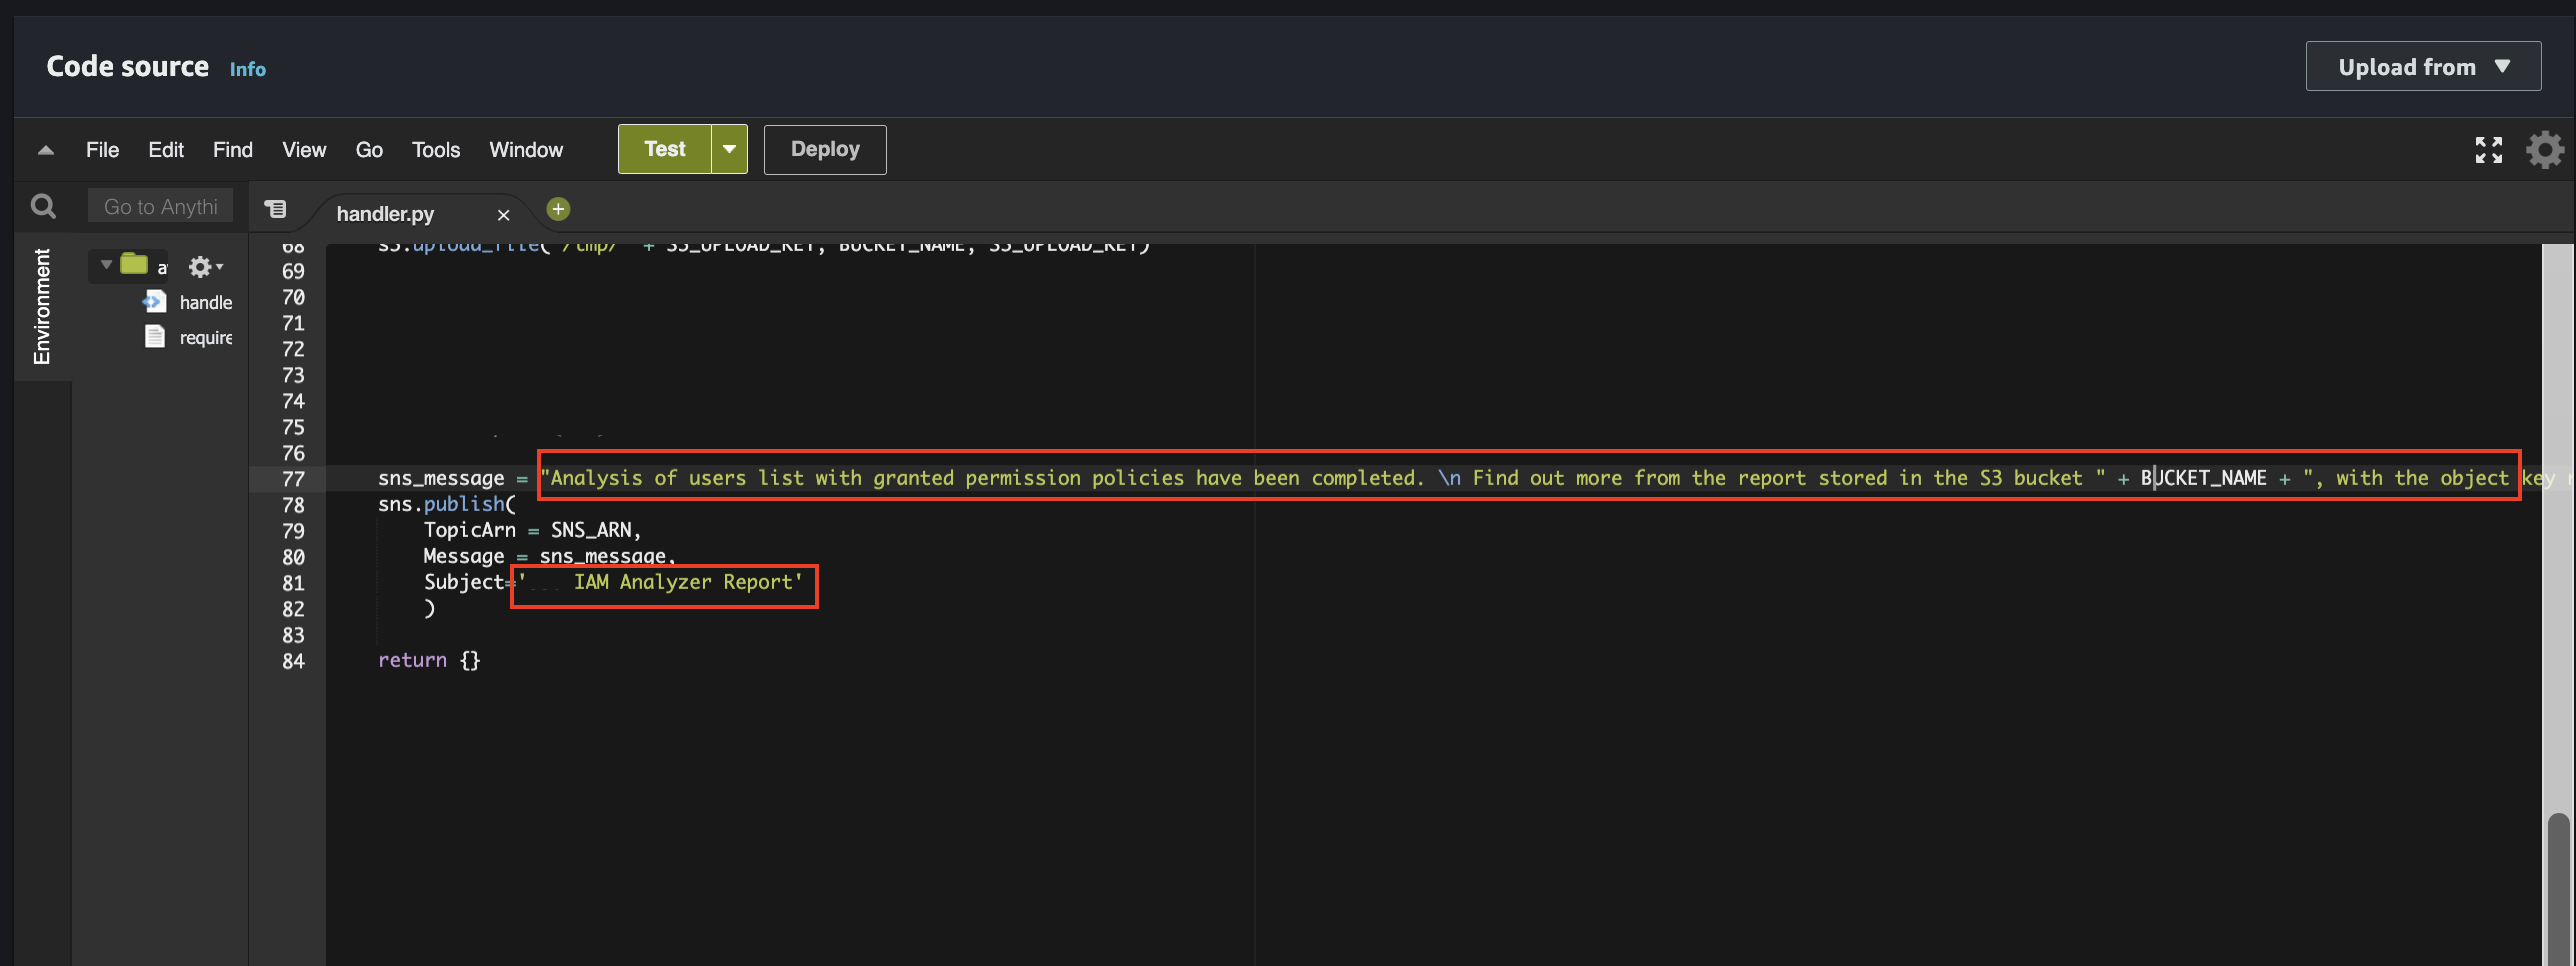 Code source Info Upload from
File Edit Find View Go Tools Window Test Deploy
Go to Anythi handler.py
Environment
a
handle
require
68 s3.upload_file('/tmp/' + S3_UPLOAD_KEY, BUCKET_NAME, S3_UPLOAD_KEY)
69
70
71
72
73
74
75
76
77 sns_message = "Analysis of users list with granted permission policies have been completed. \n Find out more from the report stored in the S3 bucket " + BUCKET_NAME + ", with the object key
78 sns.publish(
79 TopicArn = SNS_ARN,
80 Message = sns_message,
81 Subject=' IAM Analyzer Report'
82 )
83
84 return {}